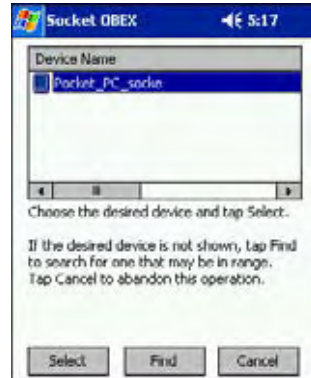 Socket OBEX 5:17
Device Name
Pocket_PC_socke
Choose the desired device and tap Select.
If the desired device is not shown, tap Find
to search for one that may be in range.
Tap Cancel to abandon this operation.
Select Find Cancel